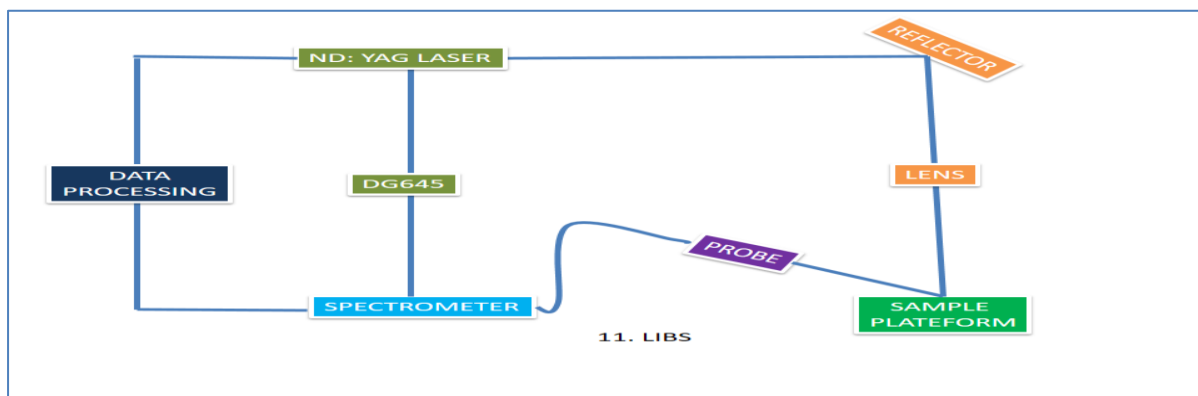 REFLECTOR
ND: YAG LASER
DATA
PROCESSING
DG645
LENS
PROBE
SPECTROMETER
SAMPLE
PLATEFORM
11. LIBS